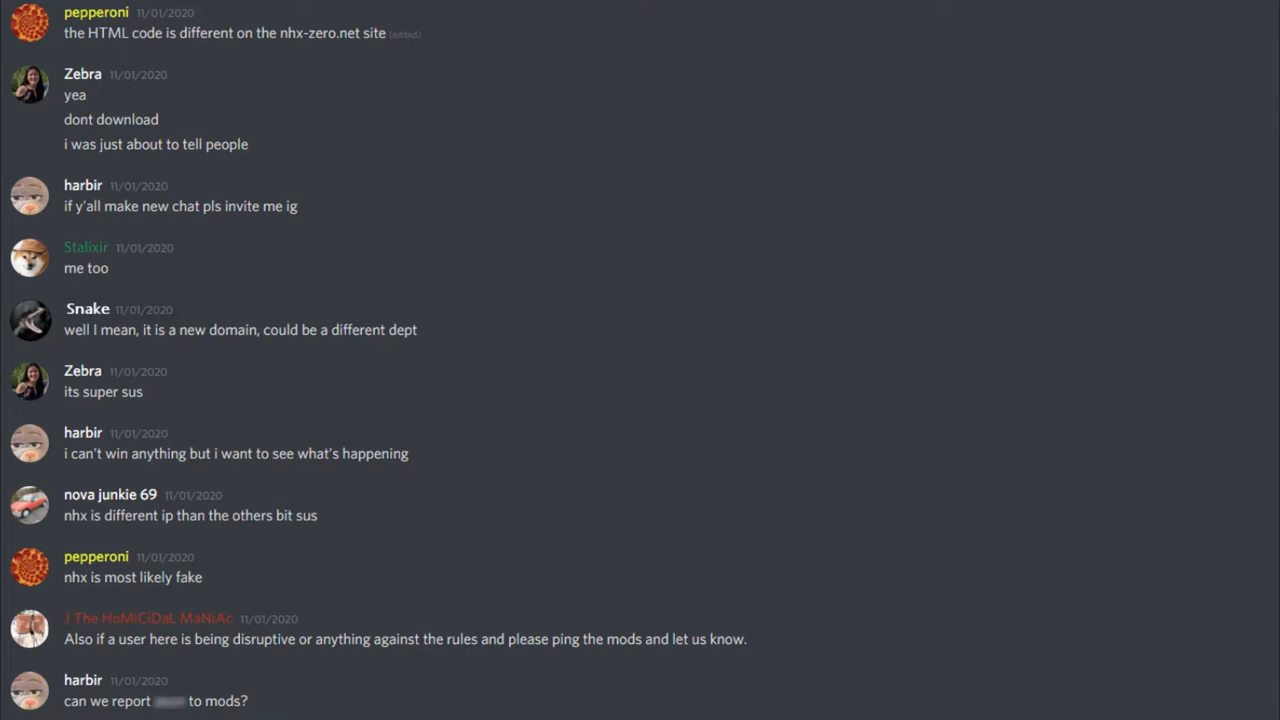 pepperoni 11/01/2020
the HTML code is different on the nhx-zero.net site (edited)
Zebra 11/01/2020
yea
dont download
i was just about to tell people
harbir 11/01/2020
if y'all make new chat pls invite me ig
Stalixir 11/01/2020
me too
Snake 11/01/2020
well I mean, it is a new domain, could be a different dept
Zebra 11/01/2020
its super sus
harbir 11/01/2020
i can't win anything but i want to see what's happening
nova junkie 69 11/01/2020
nhx is different ip than the others bit sus
pepperoni 11/01/2020
nhx is most likely fake
J The HoMiCiDaL MaNiAc 11/01/2020
Also if a user here is being disruptive or anything against the rules and please ping the mods and let us know.
harbir 11/01/2020
can we report to mods?